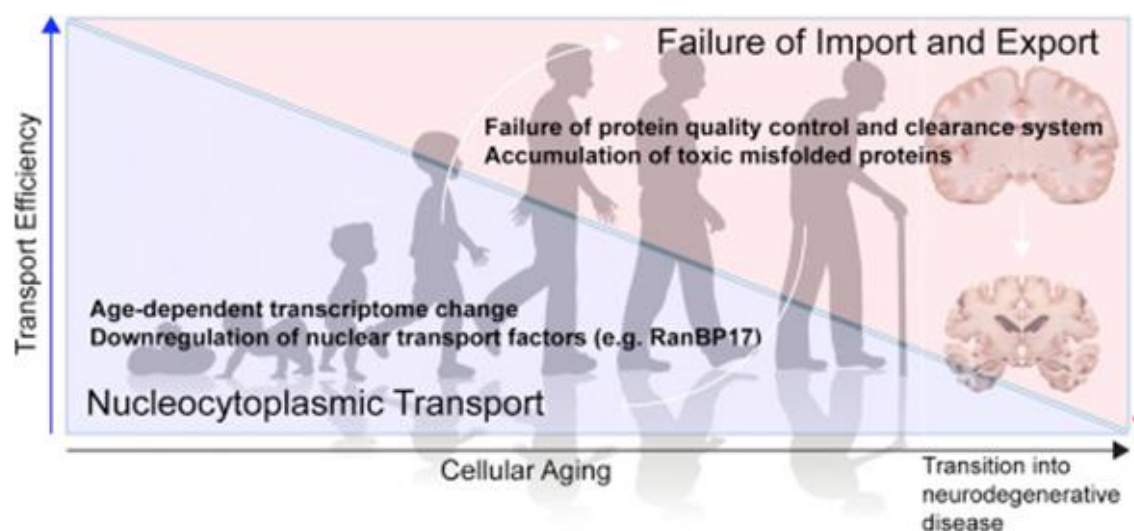 Failure of Import and Export
Failure of protein quality control and clearance system
Accumulation of toxic misfolded proteins
Transport Efficiency
Age-dependent transcriptome change
Downregulation of nuclear transport factors (e.g. RanBP17)
Nucleocytoplasmic Transport
Cellular Aging
Transition into
neurodegenerative
disease